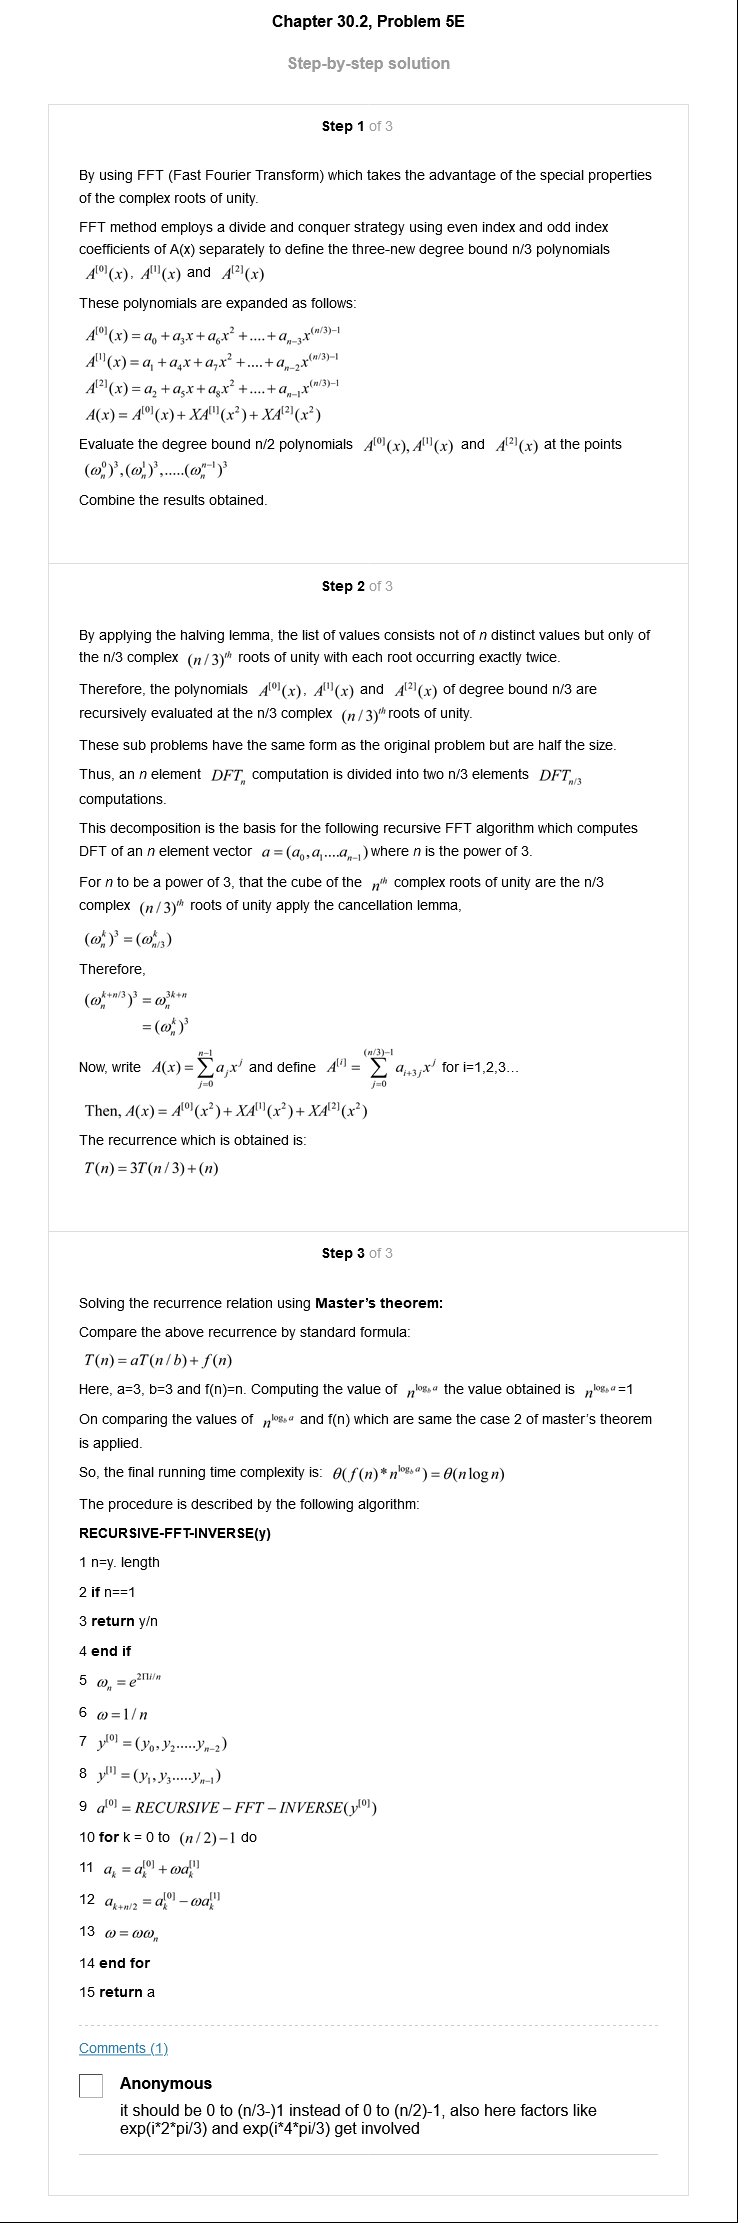 Chapter 30.2, Problem 5E
Step-by-step solution
Step 1 of 3
By using FFT (Fast Fourier Transform) which takes the advantage of the special properties
of the complex roots of unity.
FFT method employs a divide and conquer strategy using even index and odd index
coefficients of A(x) separately to define the three-new degree bound n/3 polynomials
A^[0](x), A^[1](x) and A^[2](x)
These polynomials are expanded as follows:
A^[0](x) = a_0 + a_3x + a_6x^2 + .... + a_{n-3}x^{(n/3)-1}
A^[1](x) = a_1 + a_4x + a_7x^2 + .... + a_{n-2}x^{(n/3)-1}
A^[2](x) = a_2 + a_5x + a_8x^2 + .... + a_{n-1}x^{(n/3)-1}
A(x) = A^[0](x) + XA^[1](x^2) + XA^[2](x^2)
Evaluate the degree bound n/2 polynomials A^[0](x), A^[1](x) and A^[2](x) at the points
(ω_n^0)^3, (ω_n^1)^3, .....(ω_n^{n-1})^3
Combine the results obtained.
Step 2 of 3
By applying the halving lemma, the list of values consists not of n distinct values but only of
the n/3 complex (n/3)^th roots of unity with each root occurring exactly twice.
Therefore, the polynomials A^[0](x), A^[1](x) and A^[2](x) of degree bound n/3 are
recursively evaluated at the n/3 complex (n/3)^th roots of unity.
These sub problems have the same form as the original problem but are half the size.
Thus, an n element DFT_n computation is divided into two n/3 elements DFT_{n/3}
computations.
This decomposition is the basis for the following recursive FFT algorithm which computes
DFT of an n element vector a = (a_0, a_1....a_{n-1}) where n is the power of 3.
For n to be a power of 3, that the cube of the n^th complex roots of unity are the n/3
complex (n/3)^th roots of unity apply the cancellation lemma,
(ω_n^k)^3 = (ω_{n/3}^k)
Therefore,
(ω_n^{k+n/3})^3 = ω_n^{3k+n}
= (ω_n^k)^3
Now, write A(x) = ∑_{j=0}^{n-1} a_j x^j and define A^[i] = ∑_{j=0}^{(n/3)-1} a_{i+3j} x^j for i=1,2,3…
Then, A(x) = A^[0](x^2) + XA^[1](x^2) + XA^[2](x^2)
The recurrence which is obtained is:
T(n) = 3T(n/3) + (n)
Step 3 of 3
Solving the recurrence relation using Master’s theorem:
Compare the above recurrence by standard formula:
T(n) = aT(n/b) + f(n)
Here, a=3, b=3 and f(n)=n. Computing the value of n^{log_b a} the value obtained is n^{log_b a}=1
On comparing the values of n^{log_b a} and f(n) which are same the case 2 of master’s theorem
is applied.
So, the final running time complexity is: θ(f(n)*n^{log_b a}) = θ(n log n)
The procedure is described by the following algorithm:
RECURSIVE-FFT-INVERSE(y)
1 n=y. length
2 if n==1
3 return y/n
4 end if
5 ω_n = e^{2Πi/n}
6 ω = 1/n
7 y^[0] = (y_0, y_2.....y_{n-2})
8 y^[1] = (y_1, y_3.....y_{n-1})
9 a^[0] = RECURSIVE – FFT – INVERSE(y^[0])
10 for k = 0 to (n/2)–1 do
11 a_k = a_k^[0] + ωa_k^[1]
12 a_{k+n/2} = a_k^[0] – ωa_k^[1]
13 ω = ωω_n
14 end for
15 return a
Comments (1)
Anonymous
it should be 0 to (n/3-)1 instead of 0 to (n/2)-1, also here factors like
exp(i*2*pi/3) and exp(i*4*pi/3) get involved